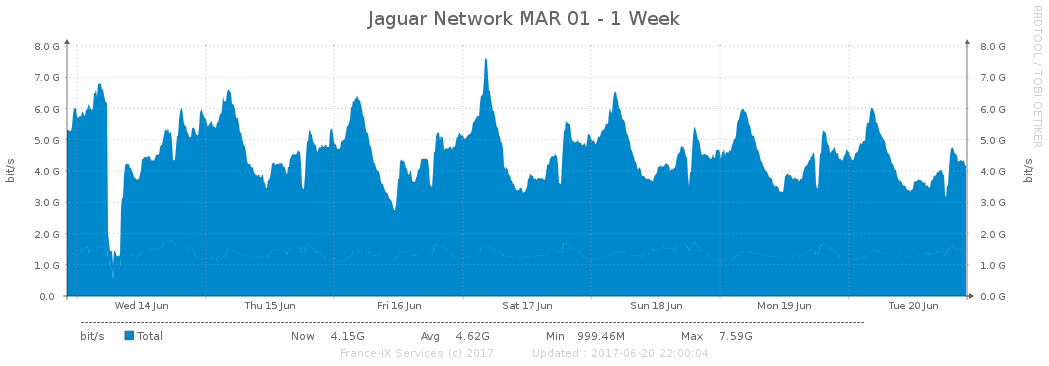 Jaguar Network MAR 01 - 1 Week
RRDTOOL / TOBI OETIKER
8.0 G 8.0 G
7.0 G 7.0 G
6.0 G 6.0 G
5.0 G 5.0 G
4.0 G 4.0 G
3.0 G 3.0 G
2.0 G 2.0 G
1.0 G 1.0 G
0.0 0.0 G
bit/s bit/s
Wed 14 Jun Thu 15 Jun Fri 16 Jun Sat 17 Jun Sun 18 Jun Mon 19 Jun Tue 20 Jun
bit/s Total Now 4.15G Avg 4.62G Min 999.46M Max 7.59G
France-IX Services (c) 2017 Updated : 2017-06-20 22:00:04